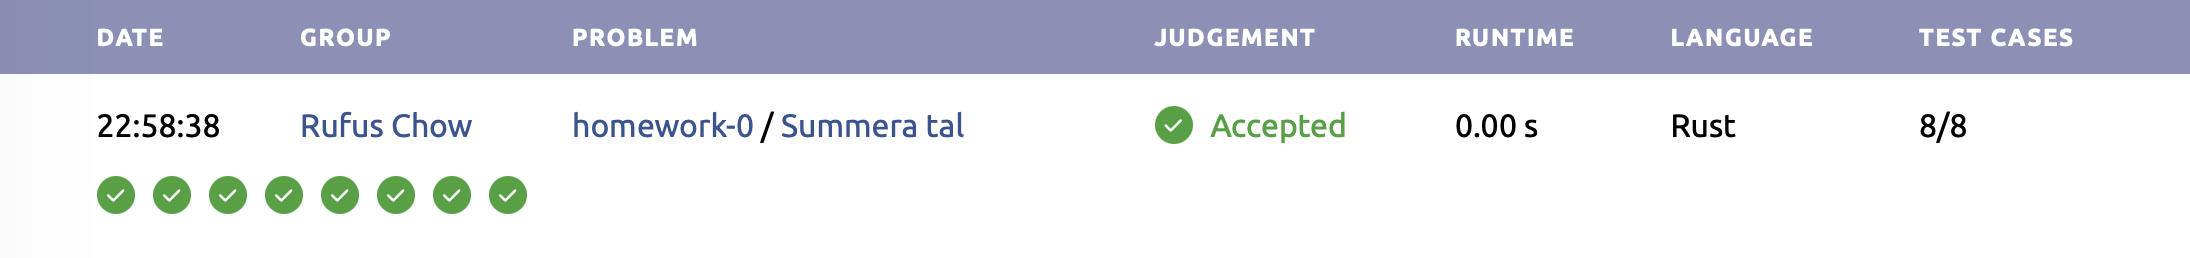 DATE GROUP PROBLEM JUDGEMENT RUNTIME LANGUAGE TEST CASES
22:58:38 Rufus Chow homework-0 / Summera tal Accepted 0.00 s Rust 8/8